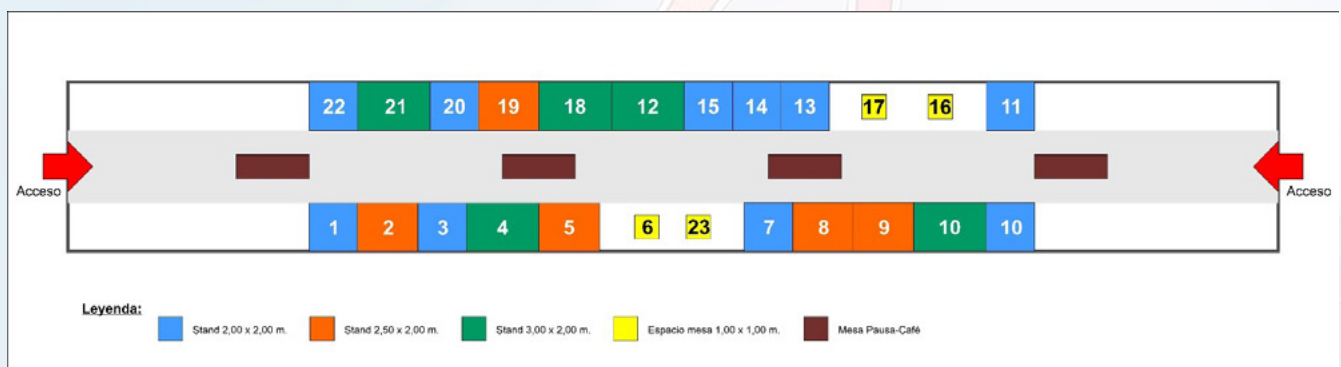 22 21 20 19 18 12 15 14 13 17 16 11
Acceso Acceso
1 2 3 4 5 6 23 7 8 9 10 10
Leyenda:
Stand 2,00 x 2,00 m. Stand 2,50 x 2,00 m. Stand 3,00 x 2,00 m. Espacio mesa 1,00 x 1,00 m. Mesa Pausa-Café